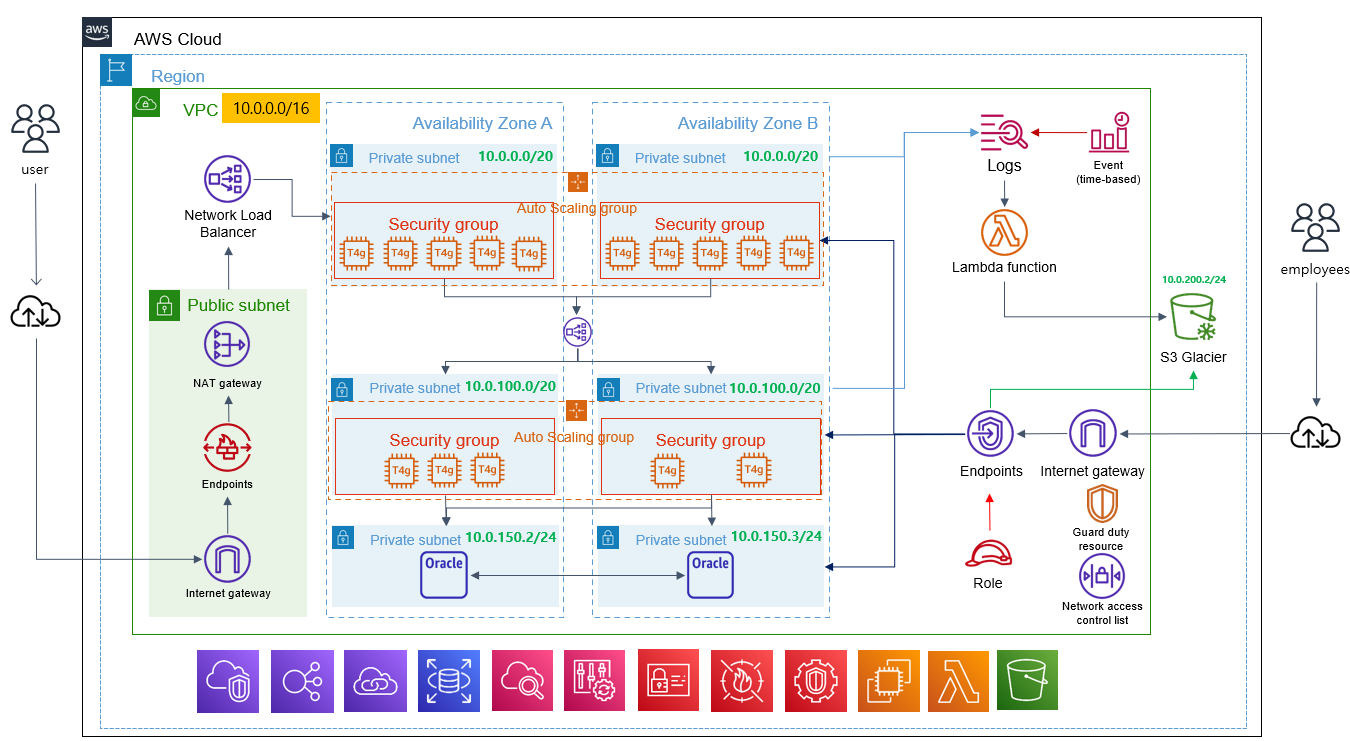 aws
AWS Cloud
Region
VPC
10.0.0.0/16
user
Network Load
Balancer
Public subnet
NAT gateway
Endpoints
Internet gateway
Availability Zone A
Private subnet 10.0.0.0/20
Availability Zone B
Private subnet 10.0.0.0/20
Auto Scaling group
Security group
T4g T4g T4g T4g T4g
Security group
T4g T4g T4g T4g T4g
Private subnet 10.0.100.0/20
Private subnet 10.0.100.0/20
Auto Scaling group
Security group
T4g T4g T4g
Security group
T4g T4g
Private subnet 10.0.150.2/24
Oracle
Private subnet 10.0.150.3/24
Oracle
Logs
Event
(time-based)
Lambda function
10.0.200.2/24
S3 Glacier
employees
Endpoints
Internet gateway
Role
Guard duty
resource
Network access
control list